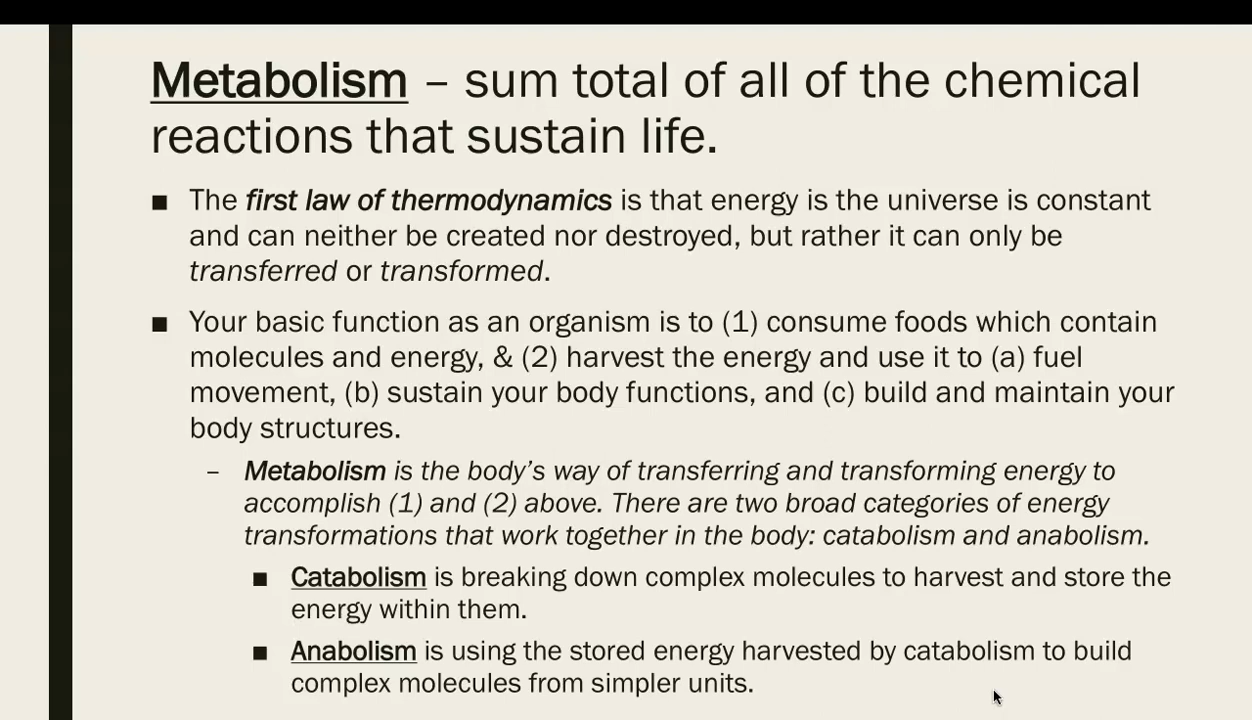 Metabolism – sum total of all of the chemical
reactions that sustain life.
■ The first law of thermodynamics is that energy is the universe is constant
and can neither be created nor destroyed, but rather it can only be
transferred or transformed.
■ Your basic function as an organism is to (1) consume foods which contain
molecules and energy, & (2) harvest the energy and use it to (a) fuel
movement, (b) sustain your body functions, and (c) build and maintain your
body structures.
– Metabolism is the body’s way of transferring and transforming energy to
accomplish (1) and (2) above. There are two broad categories of energy
transformations that work together in the body: catabolism and anabolism.
■ Catabolism is breaking down complex molecules to harvest and store the
energy within them.
■ Anabolism is using the stored energy harvested by catabolism to build
complex molecules from simpler units.